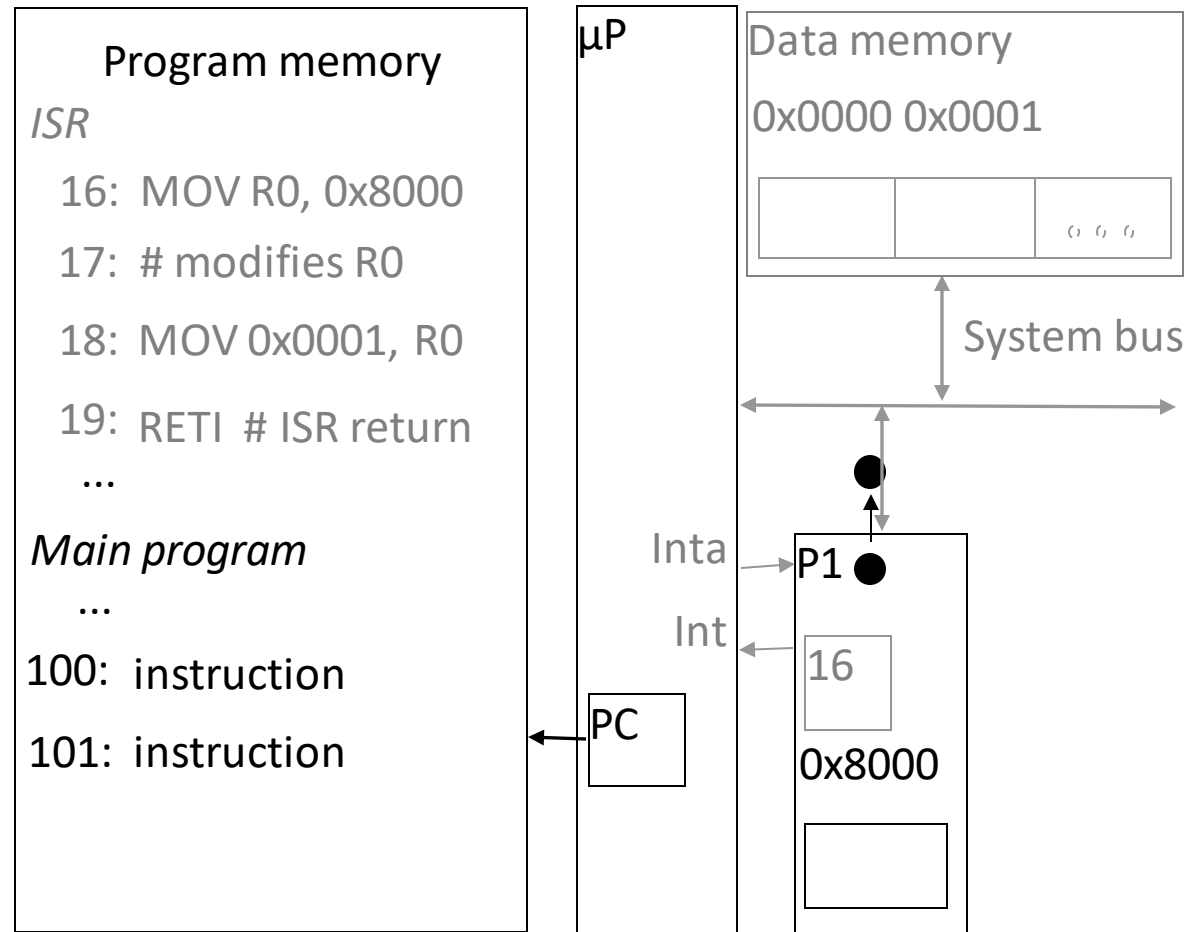 Program memory
ISR
16: MOV R0, 0x8000
17: # modifies R0
18: MOV 0x0001, R0
19: RETI # ISR return
...
Main program
...
100: instruction
101: instruction
μP
PC
Data memory
0x0000 0x0001
System bus
Inta
P1
Int
16
0x8000